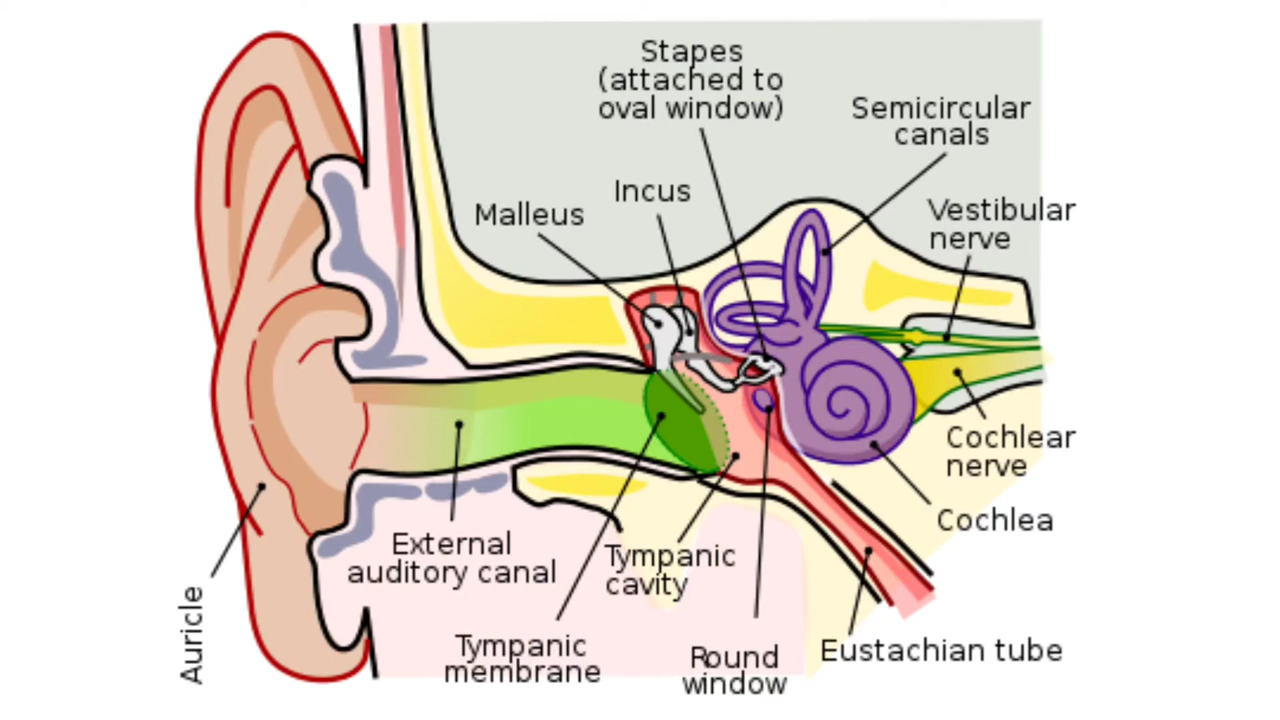 Stapes
(attached to
oval window)
Semicircular
canals
Incus
Malleus
Vestibular
nerve
Cochlear
nerve
Cochlea
External
auditory canal
Tympanic
cavity
Auricle
Tympanic
membrane
Round
window
Eustachian tube